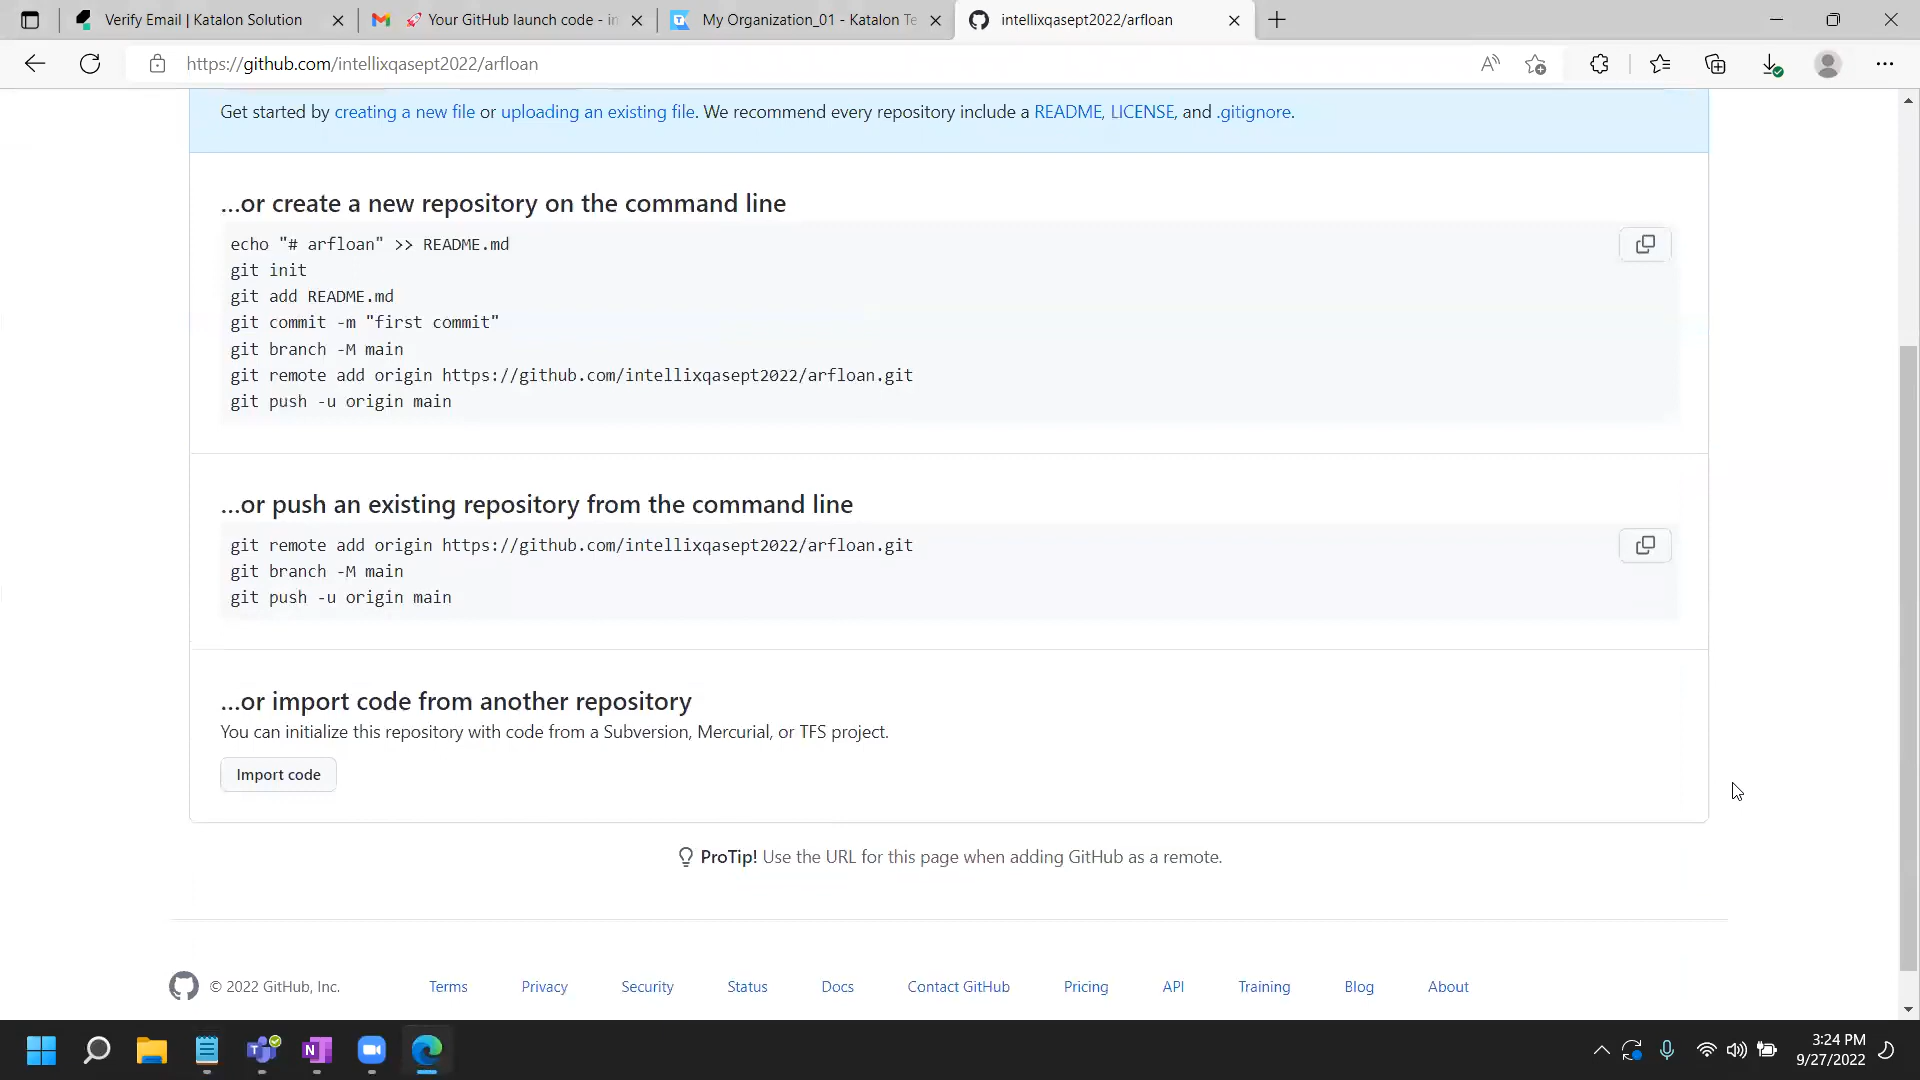 Verify Email | Katalon Solution
🚀 Your GitHub launch code - in
My Organization_01 - Katalon Te
intellixqasept2022/arfloan
https://github.com/intellixqasept2022/arfloan
Get started by creating a new file or uploading an existing file. We recommend every repository include a README, LICENSE, and .gitignore.
...or create a new repository on the command line
echo "# arfloan" >> README.md
git init
git add README.md
git commit -m "first commit"
git branch -M main
git remote add origin https://github.com/intellixqasept2022/arfloan.git
git push -u origin main
...or push an existing repository from the command line
git remote add origin https://github.com/intellixqasept2022/arfloan.git
git branch -M main
git push -u origin main
...or import code from another repository
You can initialize this repository with code from a Subversion, Mercurial, or TFS project.
Import code
ProTip! Use the URL for this page when adding GitHub as a remote.
© 2022 GitHub, Inc. Terms Privacy Security Status Docs Contact GitHub Pricing API Training Blog About
3:24 PM
9/27/2022